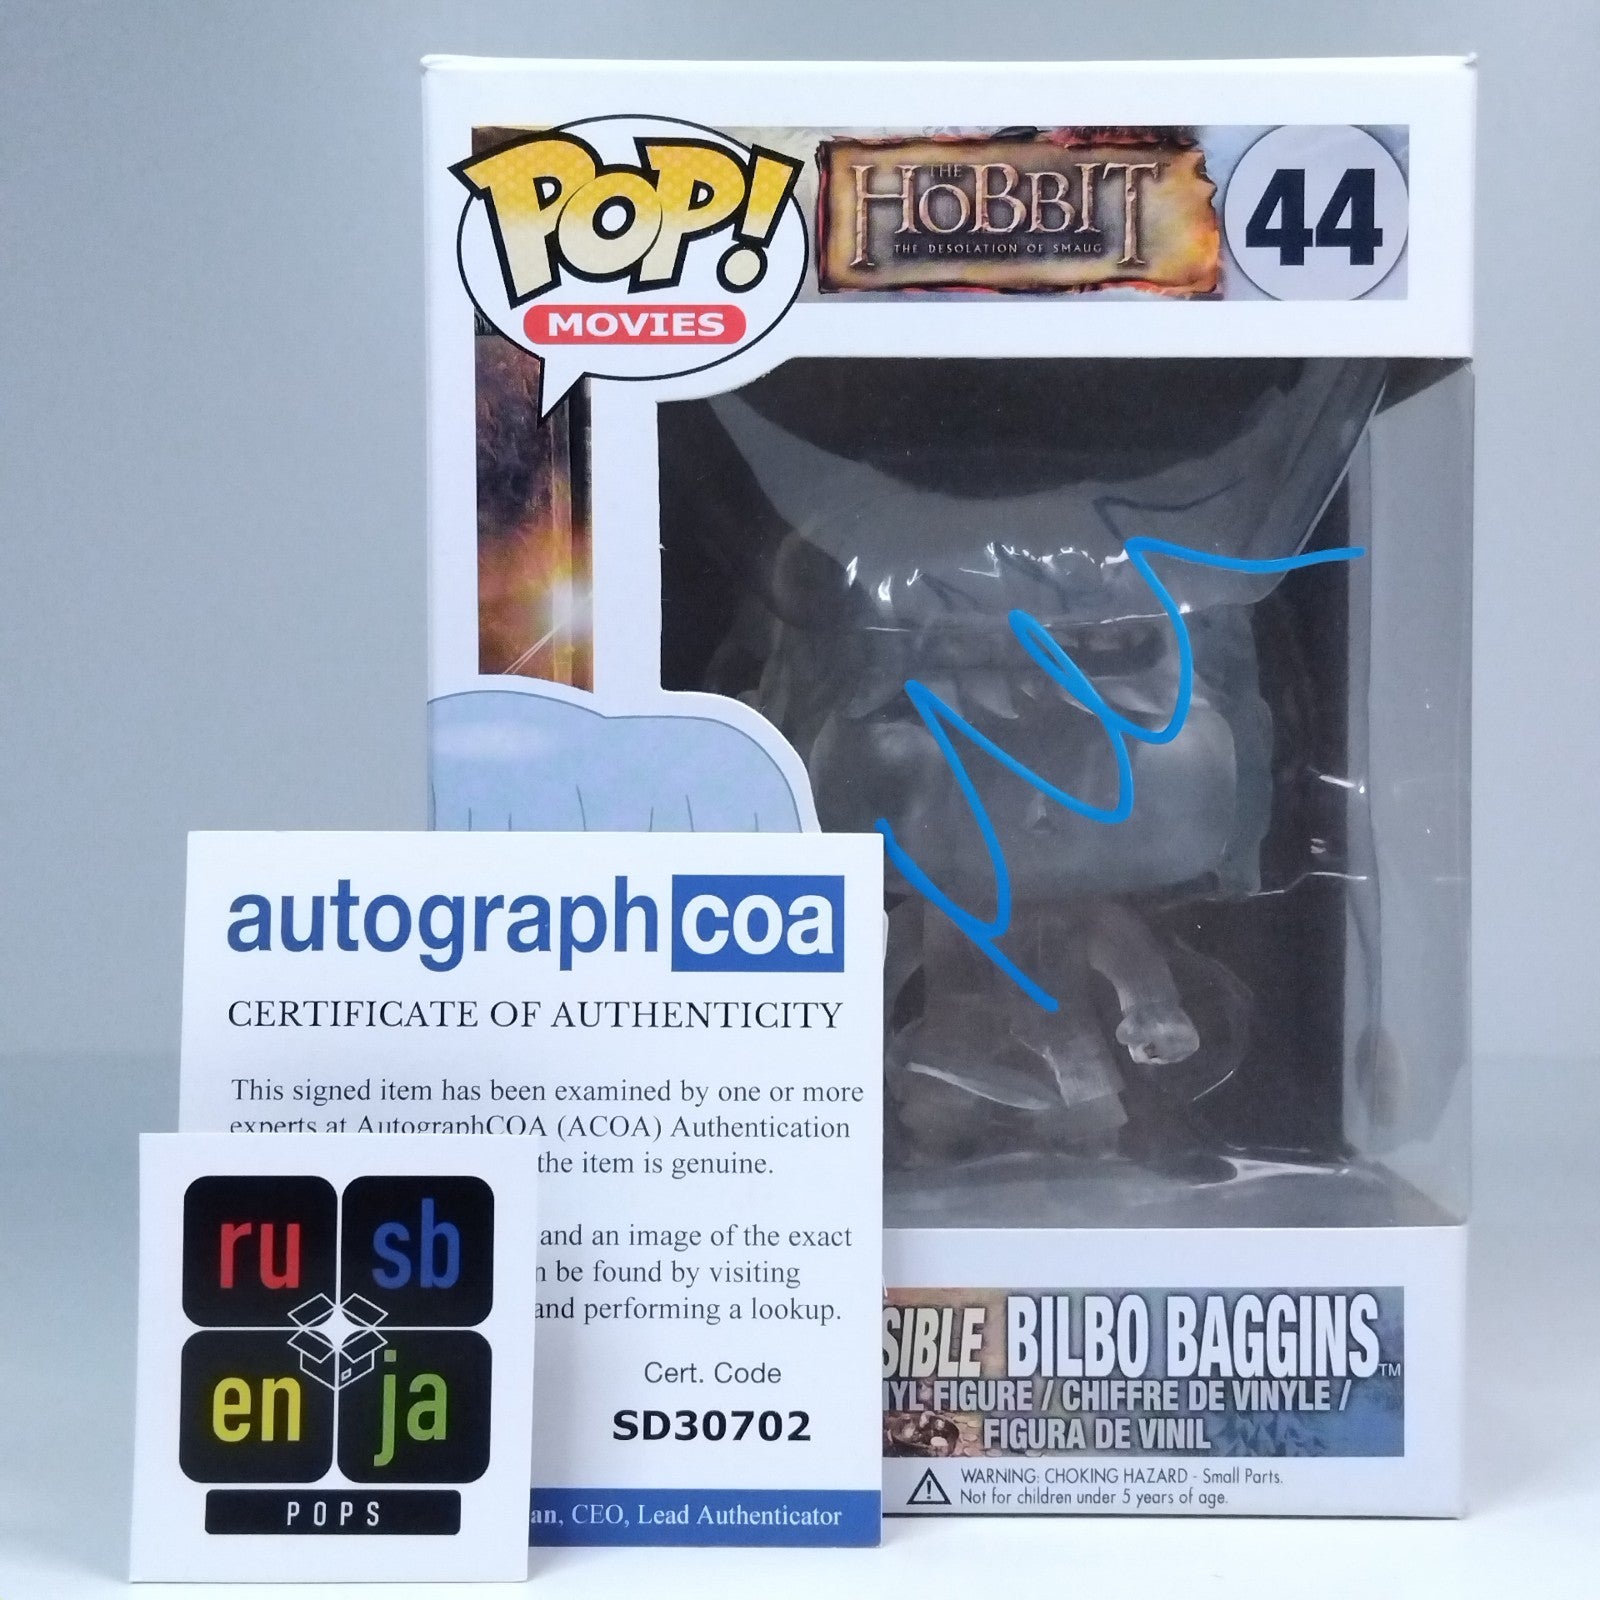 POP!
MOVIES
THE
HOBBIT
THE DESOLATION OF SMAUG
44
autograph coa
CERTIFICATE OF AUTHENTICITY
This signed item has been examined by one or more
experts at AutographCOA (ACOA) Authentication
the item is genuine.
and an image of the exact
be found by visiting
and performing a lookup.
Cert. Code
SD30702
CEO, Lead Authenticator
ru sb
en ja
POPS
SIBLE BILBO BAGGINS™
YL FIGURE / CHIFFRE DE VINYLE /
FIGURA DE VINIL
WARNING: CHOKING HAZARD - Small Parts.
Not for children under 5 years of age.